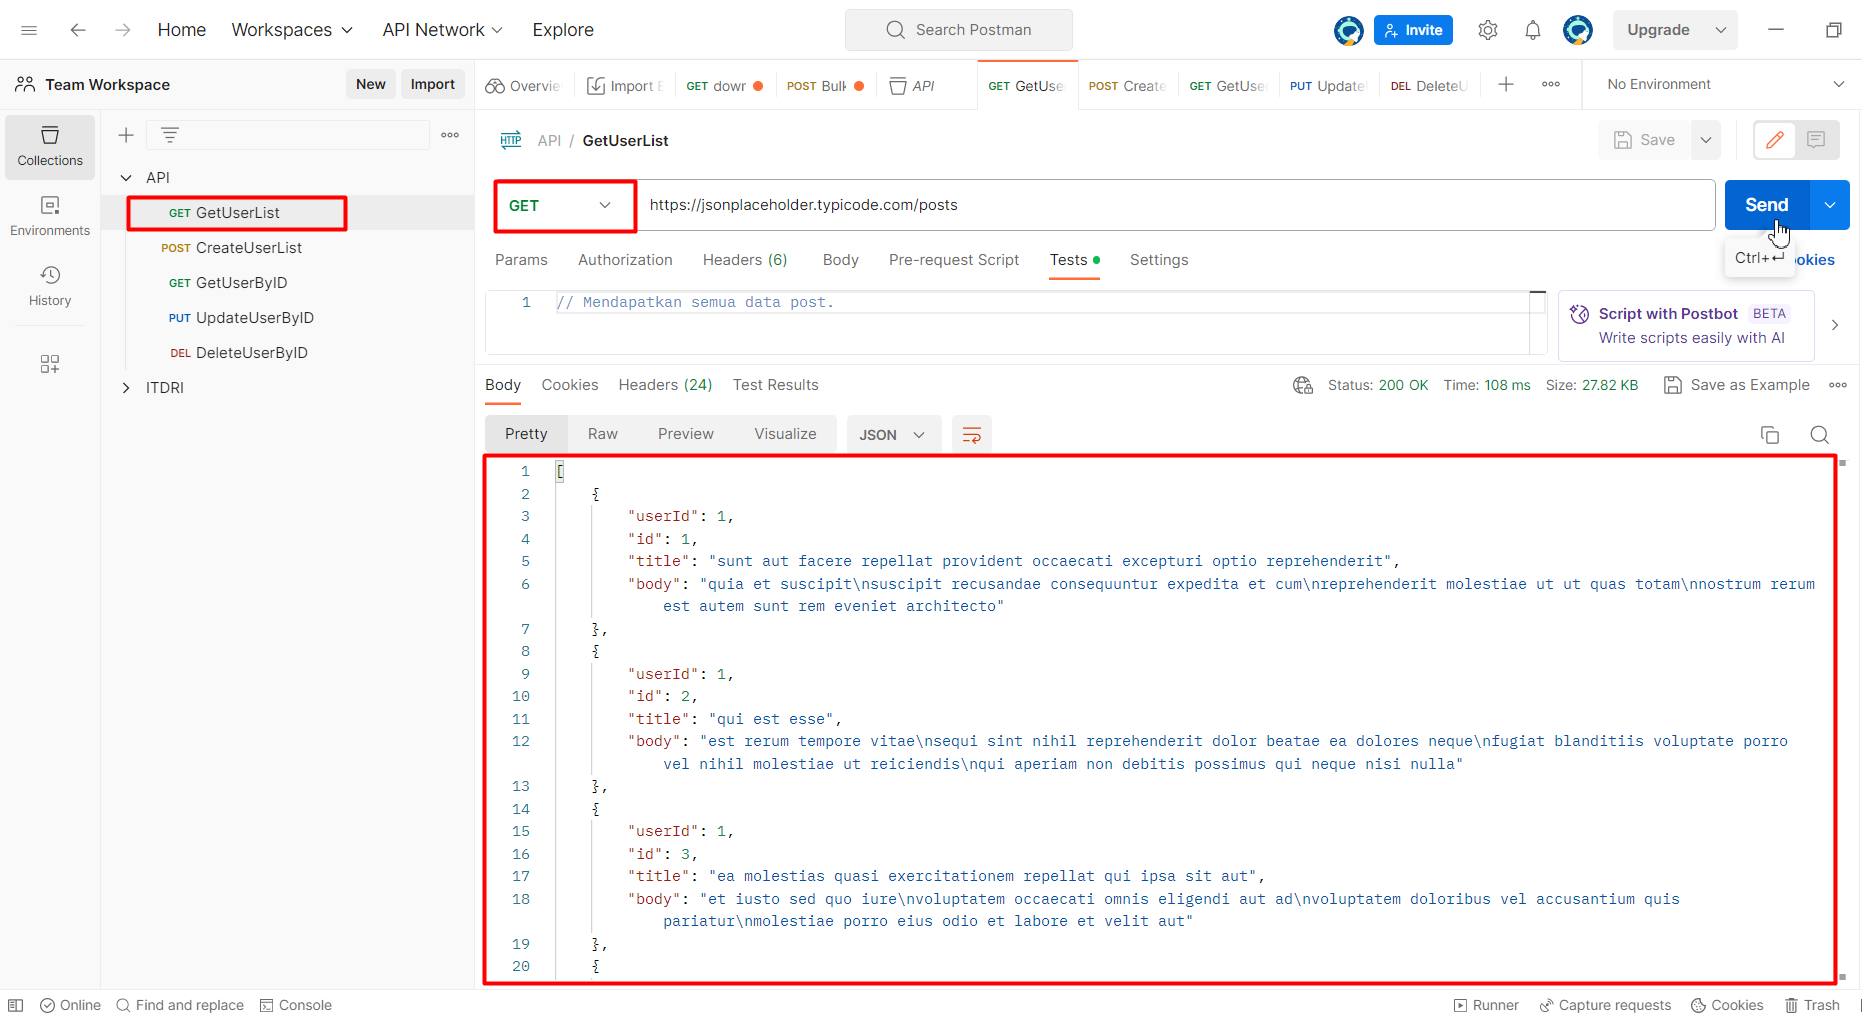 Home Workspaces API Network Explore Search Postman Invite Upgrade
Team Workspace New Import
Overvie Import GET down POST Bulk API GET GetUse POST Create GET GetUse PUT Update DEL DeleteU No Environment
Collections
Environments
History
API
GET GetUserList
POST CreateUserList
GET GetUserByID
PUT UpdateUserByID
DEL DeleteUserByID
ITDRI
HTTP API / GetUserList Save
GET https://jsonplaceholder.typicode.com/posts Send
Ctrl+↵ okies
Params Authorization Headers (6) Body Pre-request Script Tests Settings
1 // Mendapatkan semua data post.
Script with Postbot BETA
Write scripts easily with AI
Body Cookies Headers (24) Test Results Status: 200 OK Time: 108 ms Size: 27.82 KB Save as Example
Pretty Raw Preview Visualize JSON
1 [
2 {
3 "userId": 1,
4 "id": 1,
5 "title": "sunt aut facere repellat provident occaecati excepturi optio reprehenderit",
6 "body": "quia et suscipit\nsuscipit recusandae consequuntur expedita et cum\nreprehenderit molestiae ut ut quas totam\nnostrum rerum
est autem sunt rem eveniet architecto"
7 },
8 {
9 "userId": 1,
10 "id": 2,
11 "title": "qui est esse",
12 "body": "est rerum tempore vitae\nsequi sint nihil reprehenderit dolor beatae ea dolores neque\nfugiat blanditiis voluptate porro
vel nihil molestiae ut reiciendis\nqui aperiam non debitis possimus qui neque nisi nulla"
13 },
14 {
15 "userId": 1,
16 "id": 3,
17 "title": "ea molestias quasi exercitationem repellat qui ipsa sit aut",
18 "body": "et iusto sed quo iure\nvoluptatem occaecati omnis eligendi aut ad\nvoluptatem doloribus vel accusantium quis
pariatur\nmolestiae porro eius odio et labore et velit aut"
19 },
20 {
Online Find and replace Console Runner Capture requests Cookies Trash